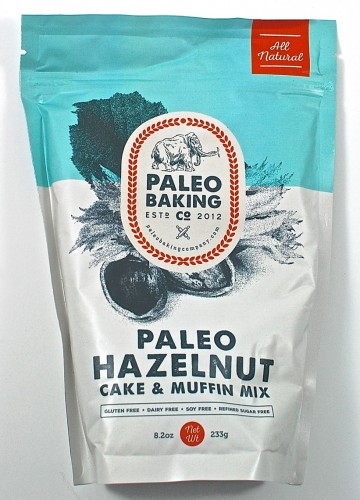 All
Natural
PALEO
BAKING
ESTD CO 2012
paleobakingcompany.com
PALEO
HAZELNUT
CAKE & MUFFIN MIX
GLUTEN FREE • DAIRY FREE • SOY FREE • REFINED SUGAR FREE
8.2oz Net Wt 233g